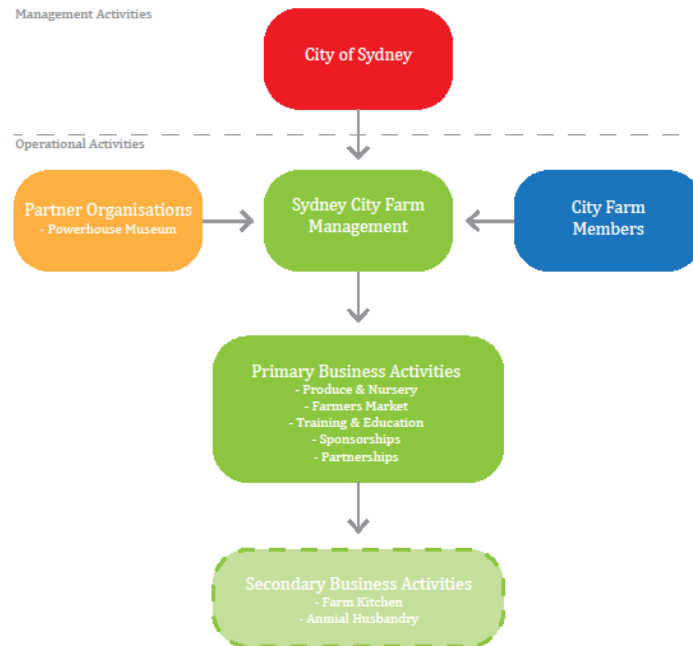 Management Activities
City of Sydney
Operational Activities
Partner Organisations
- Powerhouse Museum
Sydney City Farm
Management
City Farm
Members
Primary Business Activities
- Produce & Nursery
- Farmers Market
- Training & Education
- Sponsorships
- Partnerships
Secondary Business Activities
- Farm Kitchen
- Anmial Husbandry